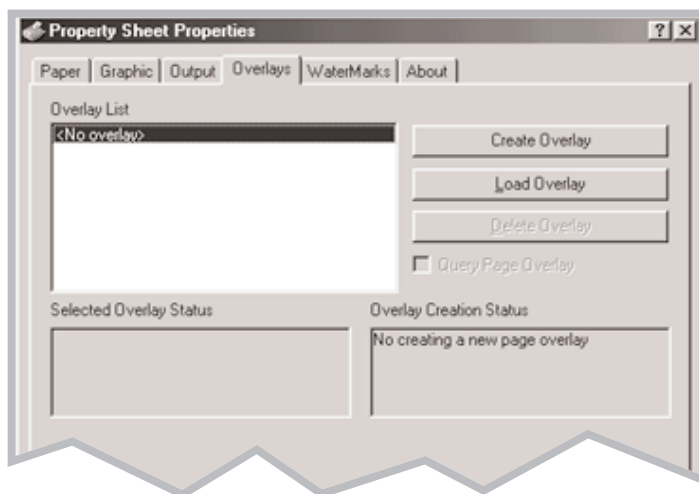 Property Sheet Properties
Paper Graphic Output Overlays WaterMarks About
Overlay List
<No overlay>
Create Overlay
Load Overlay
Delete Overlay
Query Page Overlay
Selected Overlay Status
Overlay Creation Status
No creating a new page overlay